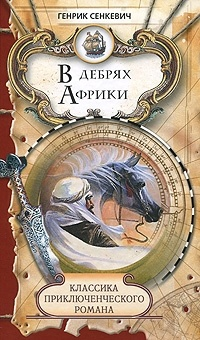 ГЕНРИК СЕНКЕВИЧ
В ДЕБРЯХ
АФРИКИ
КЛАССИКА
ПРИКЛЮЧЕНЧЕСКОГО
РОМАНА